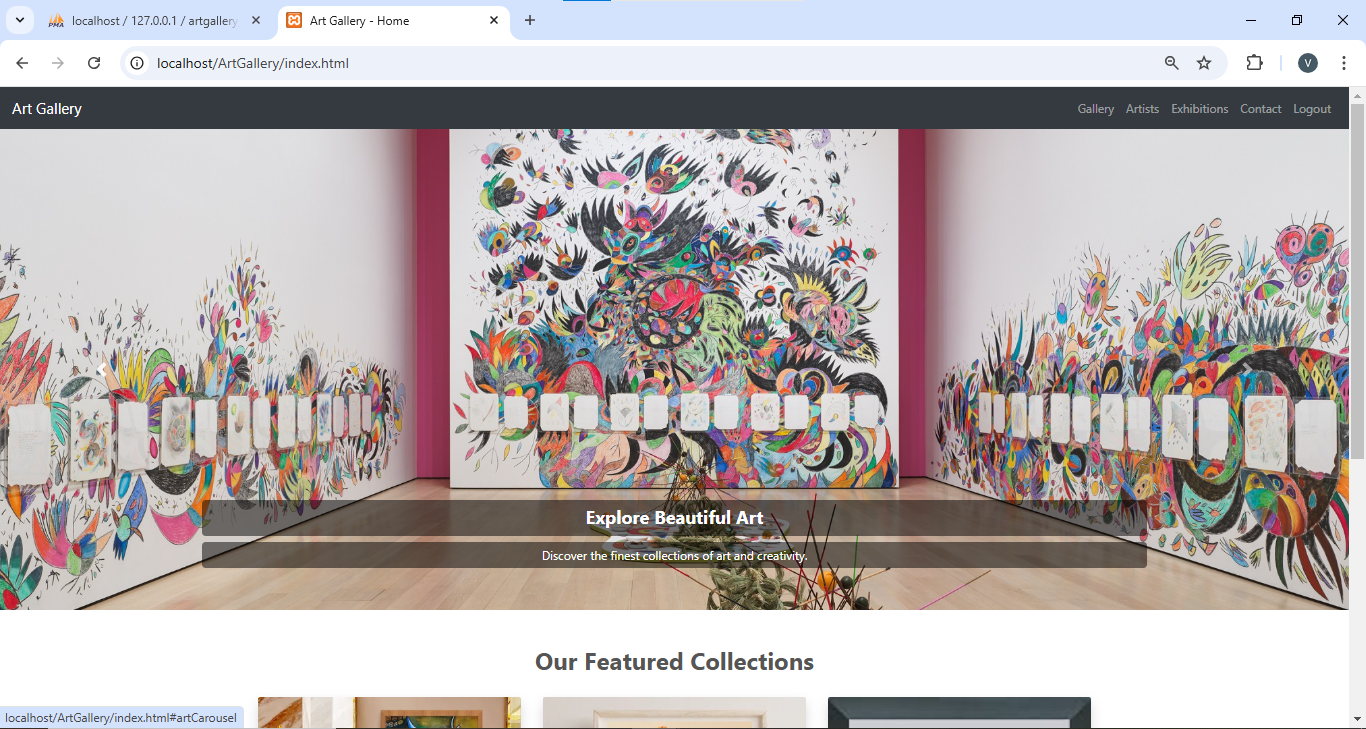 localhost / 127.0.0.1 / artgallery
Art Gallery - Home
localhost/ArtGallery/index.html
V
Art Gallery
Gallery Artists Exhibitions Contact Logout
Explore Beautiful Art
Discover the finest collections of art and creativity.
Our Featured Collections
localhost/ArtGallery/index.html#artCarousel